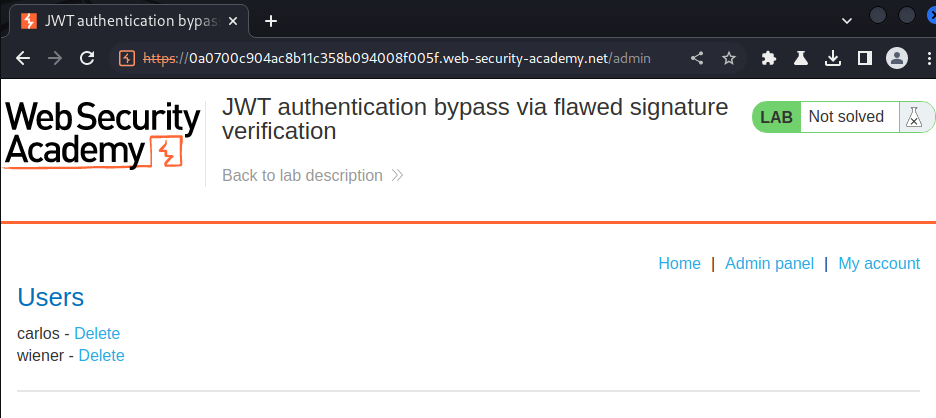 JWT authentication bypas
https://0a0700c904ac8b11c358b094008f005f.web-security-academy.net/admin
Web Security
Academy
JWT authentication bypass via flawed signature
verification
LAB Not solved
Back to lab description
Home | Admin panel | My account
Users
carlos - Delete
wiener - Delete